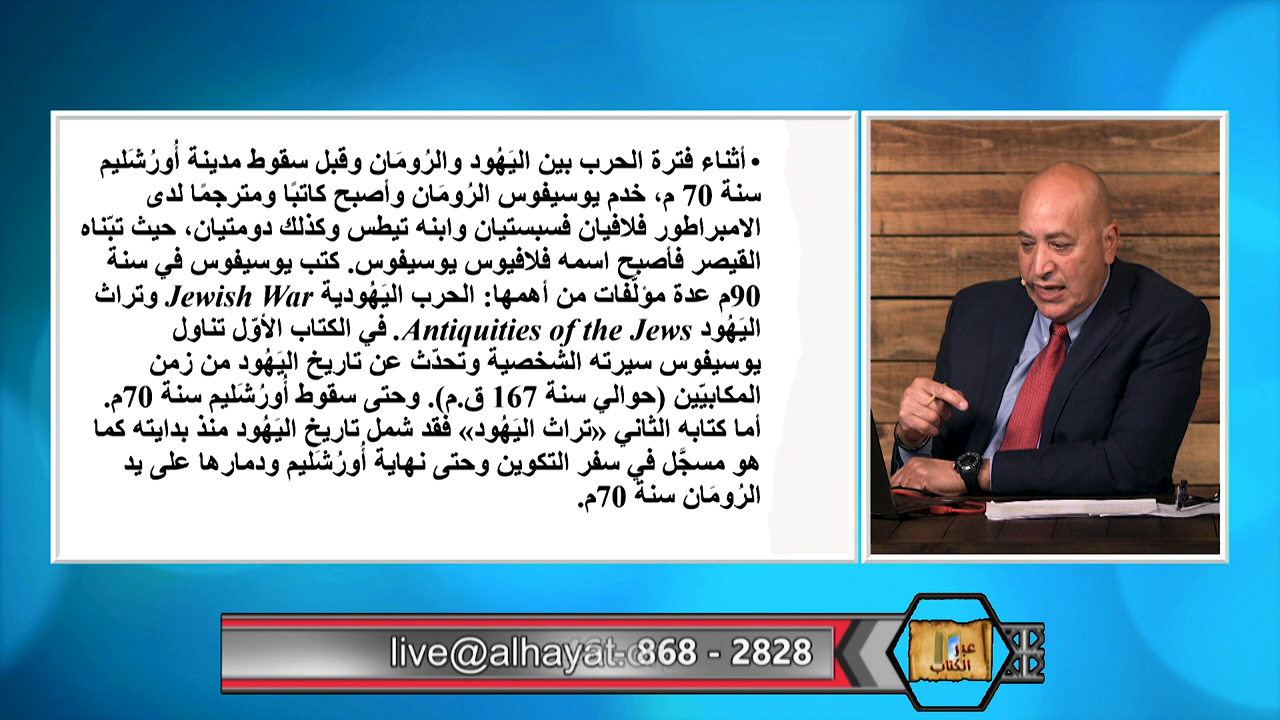 • أثناء فترة الحرب بين اليَهُود والرُومَان وقبل سقوط مدينة أُورُشَليم
سنة 70 م، خدم يوسيفوس الرُومَان وأصبح كاتبًا ومترجمًا لدى
الامبراطور فلافيان فسبستيان وابنه تيطس وكذلك دومتيان، حيث تبّناه
القيصر فأصبح اسمه فلافيوس يوسيفوس. كتب يوسيفوس في سنة
90م عدة مؤلّفات من أهمها: الحرب اليَهُودية Jewish War وتراث
اليَهُود Antiquities of the Jews. في الكتاب الأوّل تناول
يوسيفوس سيرته الشخصية وتحدّث عن تاريخ اليَهُود من زمن
المكابيّين (حوالي سنة 167 ق.م). وحتى سقوط أُورُشَليم سنة 70م.
أما كتابه الثاني «تراث اليَهُود» فقد شمل تاريخ اليَهُود منذ بدايته كما
هو مسجَّل في سفر التكوين وحتى نهاية أُورُشَليم ودمارها على يد
الرُومَان سنة 70م.
live@alhayat
868 - 2828
عبر
الكتاب